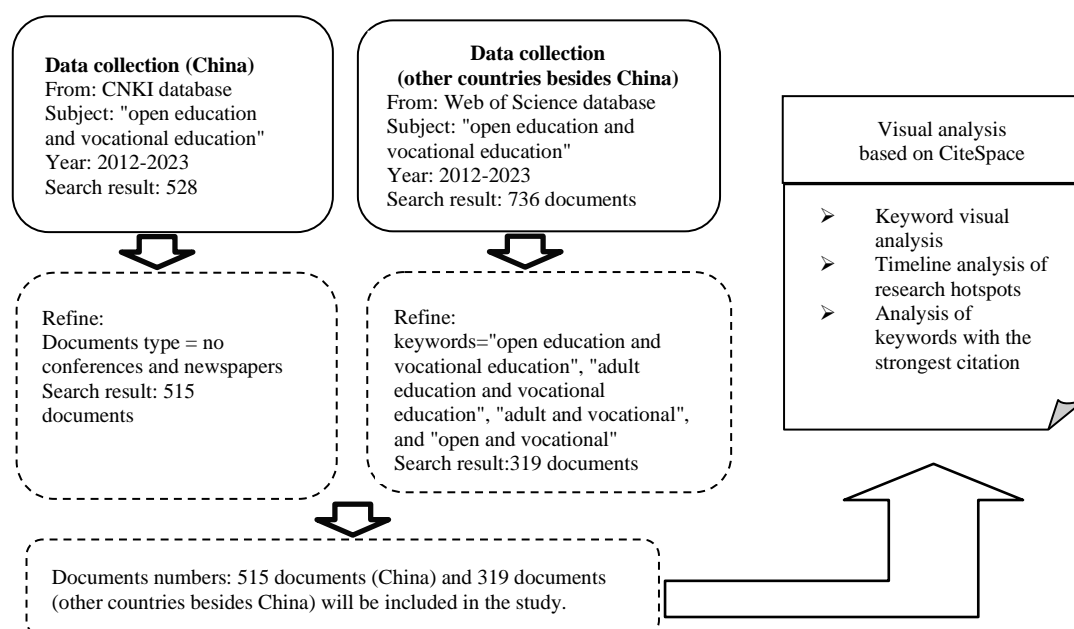 Data collection (China)
From: CNKI database
Subject: "open education
and vocational education"
Year: 2012-2023
Search result: 528
Data collection
(other countries besides China)
From: Web of Science database
Subject: "open education and
vocational education"
Year: 2012-2023
Search result: 736 documents
Refine:
Documents type = no
conferences and newspapers
Search result: 515
documents
Refine:
keywords="open education and
vocational education", "adult
education and vocational
education", "adult and vocational",
and "open and vocational"
Search result:319 documents
Documents numbers: 515 documents (China) and 319 documents
(other countries besides China) will be included in the study.
Visual analysis
based on CiteSpace
➢ Keyword visual
analysis
➢ Timeline analysis of
research hotspots
➢ Analysis of
keywords with the
strongest citation